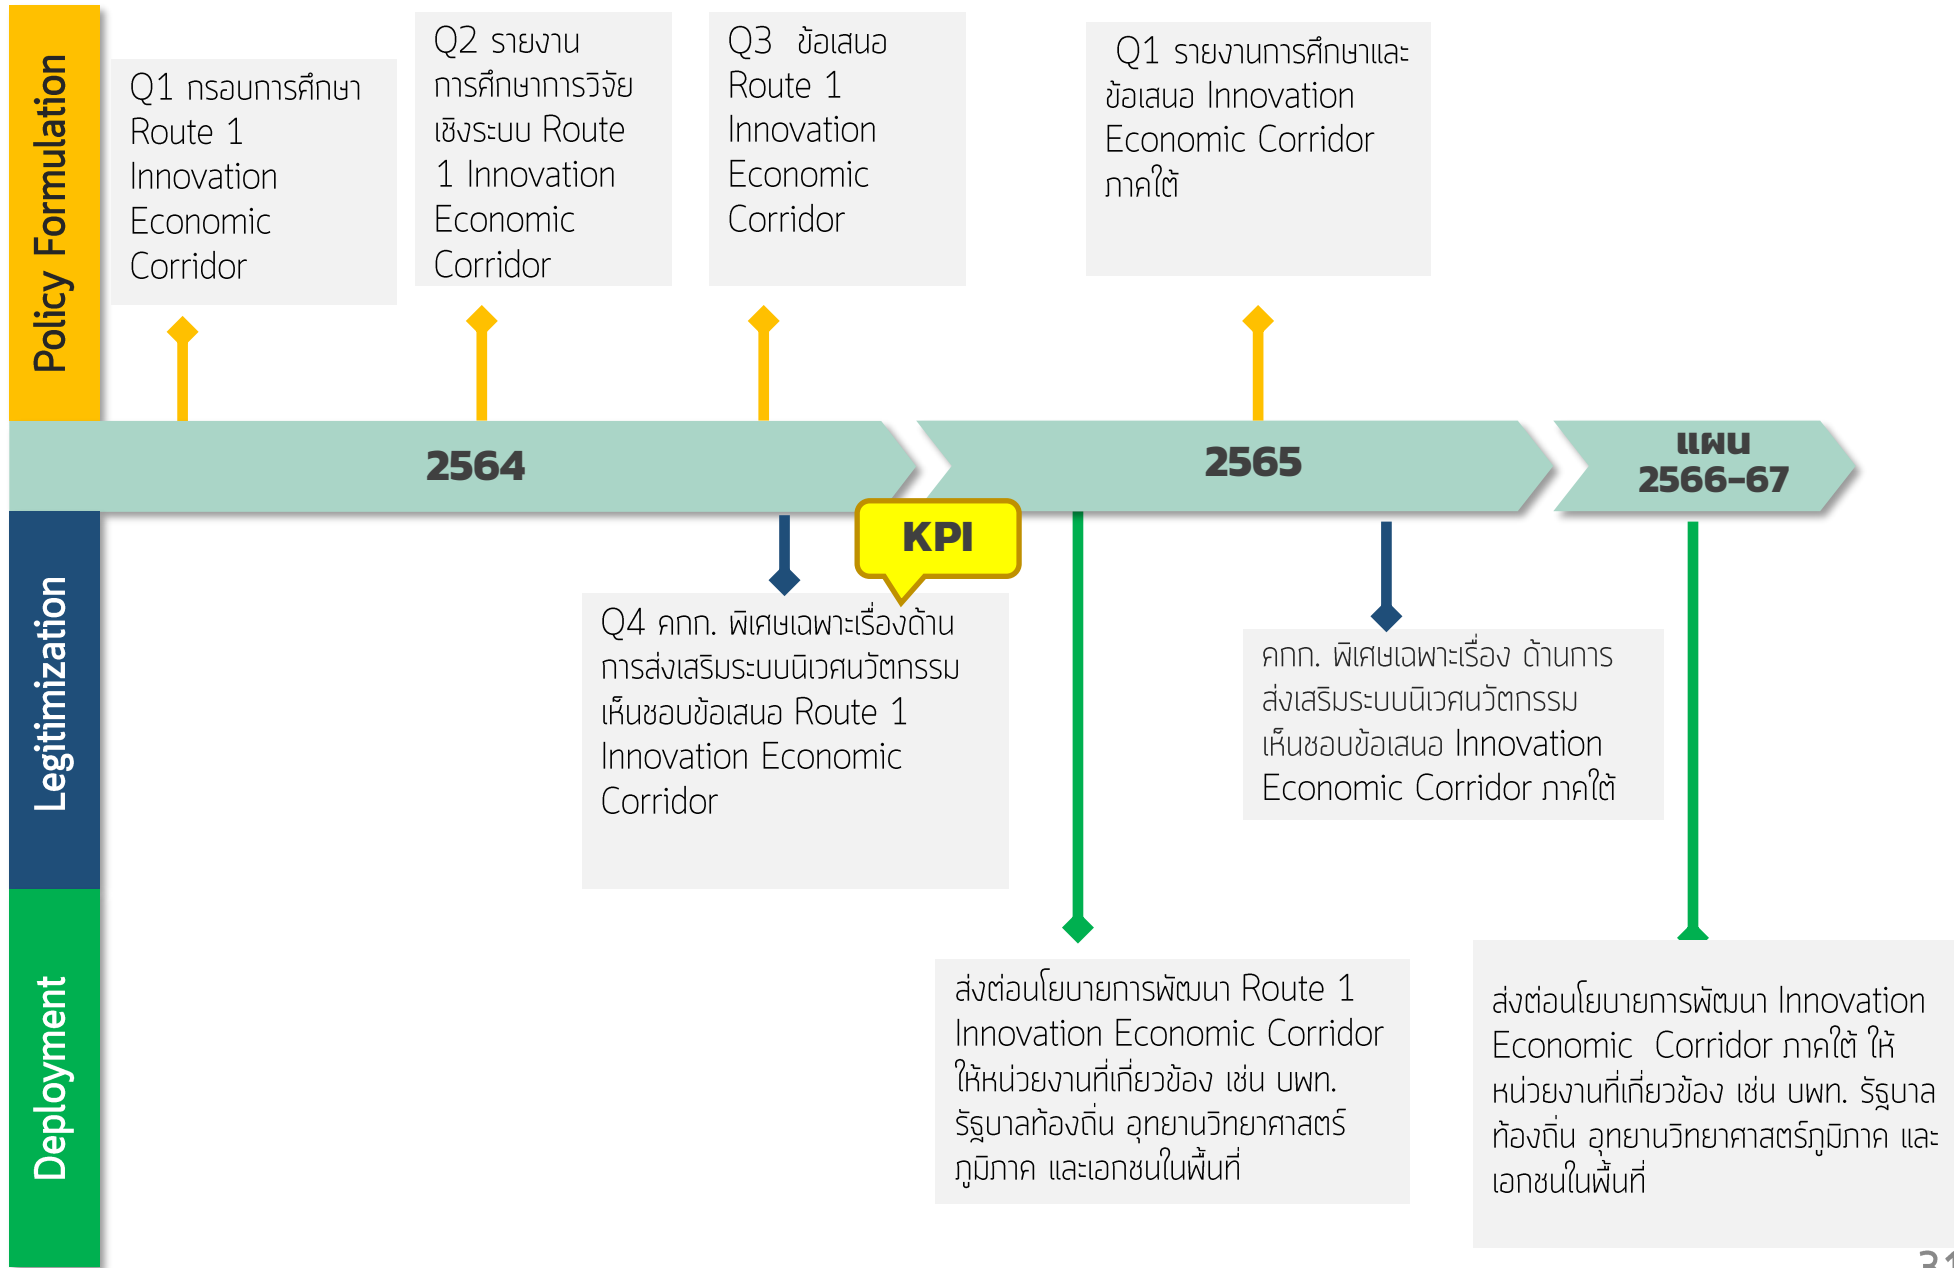 Policy Formulation
Q1 กรอบการศึกษา
Route 1
Innovation
Economic
Corridor
Q2 รายงาน
การศึกษาการวิจัย
เชิงระบบ Route
1 Innovation
Economic
Corridor
Q3 ข้อเสนอ
Route 1
Innovation
Economic
Corridor
Q1 รายงานการศึกษาและ
ข้อเสนอ Innovation
Economic Corridor
ภาคใต้
2564
2565
แผน
2566-67
KPI
Legitimization
Q4 คกก. พิเศษเฉพาะเรื่องด้าน
การส่งเสริมระบบนิเวศนวัตกรรม
เห็นชอบข้อเสนอ Route 1
Innovation Economic
Corridor
คกก. พิเศษเฉพาะเรื่อง ด้านการ
ส่งเสริมระบบนิเวศนวัตกรรม
เห็นชอบข้อเสนอ Innovation
Economic Corridor ภาคใต้
Deployment
ส่งต่อนโยบายการพัฒนา Route 1
Innovation Economic Corridor
ให้หน่วยงานที่เกี่ยวข้อง เช่น บพท.
รัฐบาลท้องถิ่น อุทยานวิทยาศาสตร์
ภูมิภาค และเอกชนในพื้นที่
ส่งต่อนโยบายการพัฒนา Innovation
Economic Corridor ภาคใต้ ให้
หน่วยงานที่เกี่ยวข้อง เช่น บพท. รัฐบาล
ท้องถิ่น อุทยานวิทยาศาสตร์ภูมิภาค และ
เอกชนในพื้นที่
31